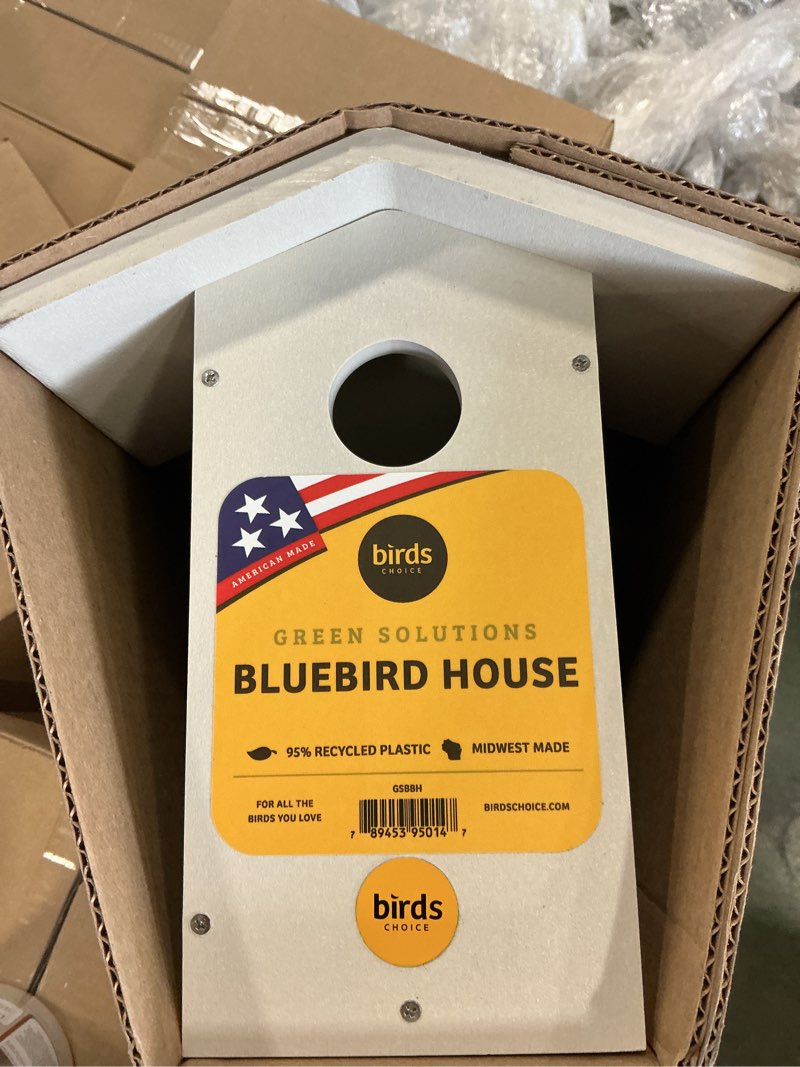 AMERICAN MADE
birds
CHOICE
GREEN SOLUTIONS
BLUEBIRD HOUSE
95% RECYCLED PLASTIC MIDWEST MADE
GSBBH
FOR ALL THE
BIRDS YOU LOVE
BIRDSCHOICE.COM
7 89453 95014 7
birds
CHOICE